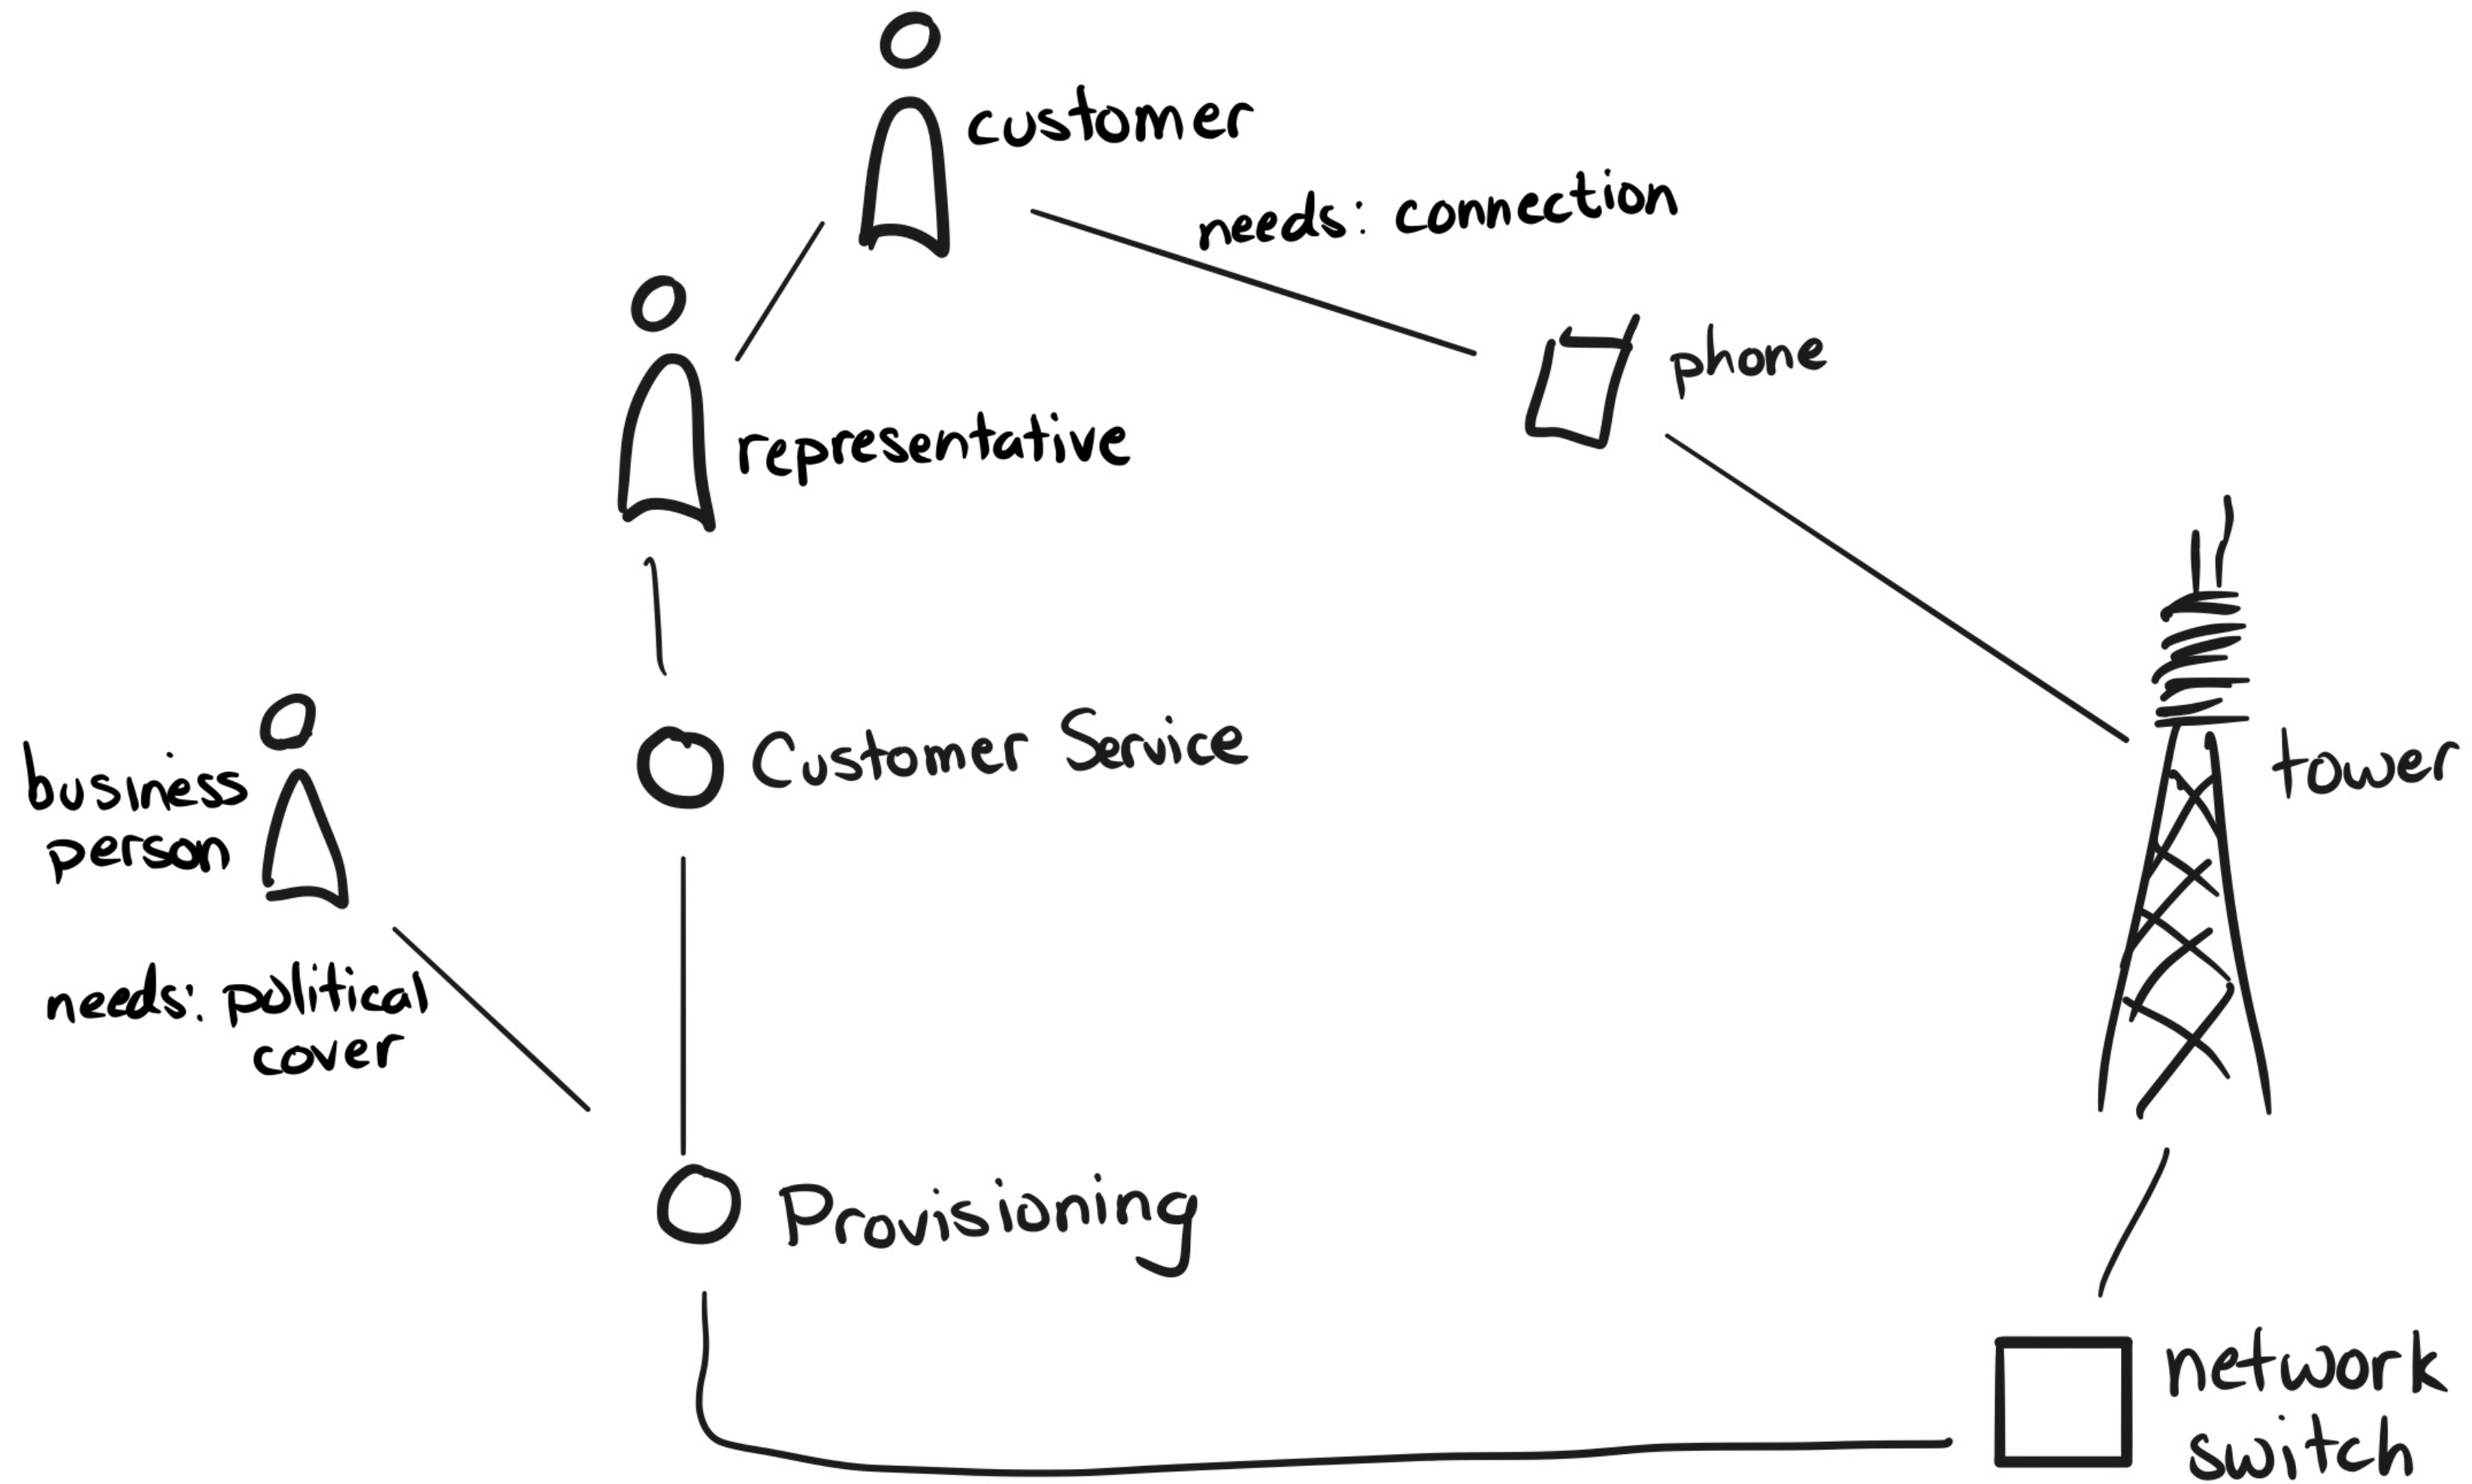 customer
needs: connection
phone
representative
Customer Service
tower
business
person
needs: political
cover
Provisioning
network
switch